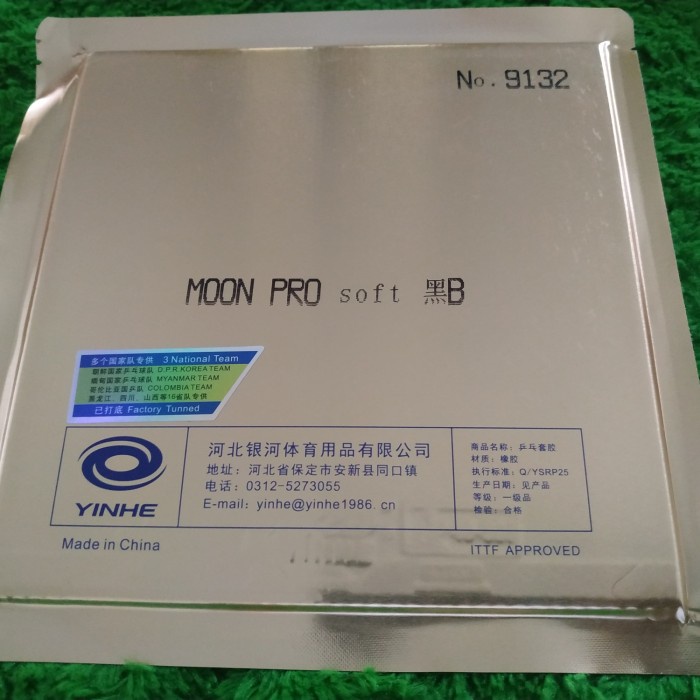 No. 9132
MOON PRO soft 黑B
多个国家队专供 3 National Team
朝鲜国家乒乓球队 D.P.R.KOREA TEAM
缅甸国家乒乓球队 MYANMAR TEAM
哥伦比亚国乒队 COLOMBIA TEAM
黑龙江、四川、山西等16省队专供
已打底 Factory Tunned
YINHE
河北银河体育用品有限公司
地址：河北省保定市安新县同口镇
电话：0312-5273055
E-mail: yinhe@yinhe1986.cn
商品名称：乒乓套胶
材质：橡胶
执行标准：Q/YSRP25
生产日期：见产品
等级：一级品
检验：合格
Made in China
ITTF APPROVED